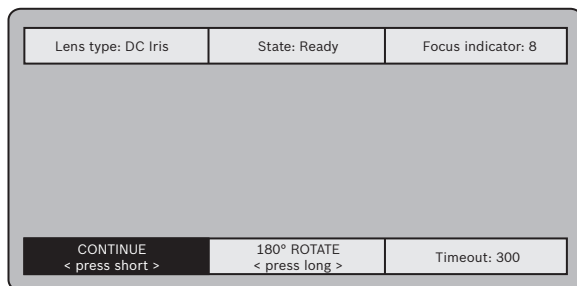 Lens type: DC Iris
State: Ready
Focus indicator: 8
CONTINUE
< press short >
180° ROTATE
< press long >
Timeout: 300